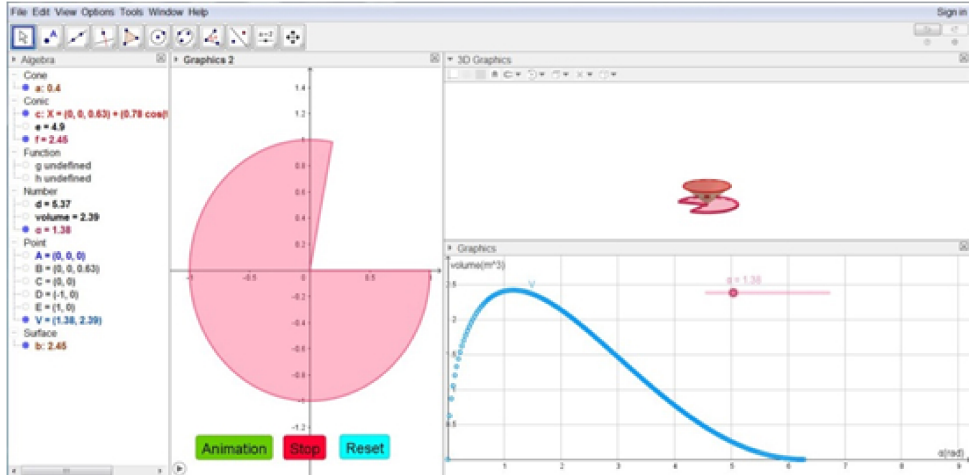 File Edit View Options Tools Window Help
Sign in
Algebra
Cone
a: 0.4
Conic
c: X = (0, 0, 0.63) + (0.78 cos(t
e = 4.9
f = 2.45
Function
g undefined
h undefined
Number
d = 5.37
volume = 2.39
α = 1.38
Point
A = (0, 0, 0)
B = (0, 0, 0.63)
C = (0, 0)
D = (-1, 0)
E = (1, 0)
V = (1.38, 2.39)
Surface
b: 2.45
Graphics 2
1.4
1.2
1
0.8
0.6
0.4
0.2
0
-1
-0.5
0.5
1
-0.2
-0.4
-0.6
-0.8
-1
-1.2
Animation
Stop
Reset
3D Graphics
Graphics
volume(m^3)
V
α = 1.38
2.5
2
1.5
1
0.5
1
2
3
4
5
6
7
8
α(rad)